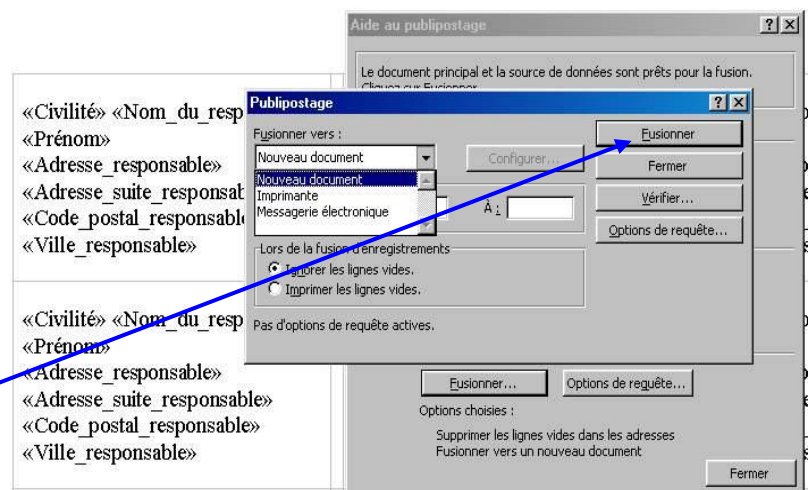 Aide au publipostage
Le document principal et la source de données sont prêts pour la fusion.
Cliquez sur Fusionner
Publipostage
Fusionner vers :
Nouveau document
Nouveau document
Imprimante
Messagerie électronique
Configurer...
À :
Lors de la fusion d'enregistrements
Ignorer les lignes vides.
Imprimer les lignes vides.
Pas d'options de requête actives.
Fusionner
Fermer
Vérifier...
Options de requête...
«Civilité» «Nom_du_resp
«Prénom»
«Adresse_responsable»
«Adresse_suite_responsab
«Code_postal_responsabl
«Ville_responsable»
«Civilité» «Nom_du_resp
«Prénom»
«Adresse_responsable»
«Adresse_suite_responsable»
«Code_postal_responsable»
«Ville_responsable»
Fusionner... Options de requête...
Options choisies :
Supprimer les lignes vides dans les adresses
Fusionner vers un nouveau document
Fermer